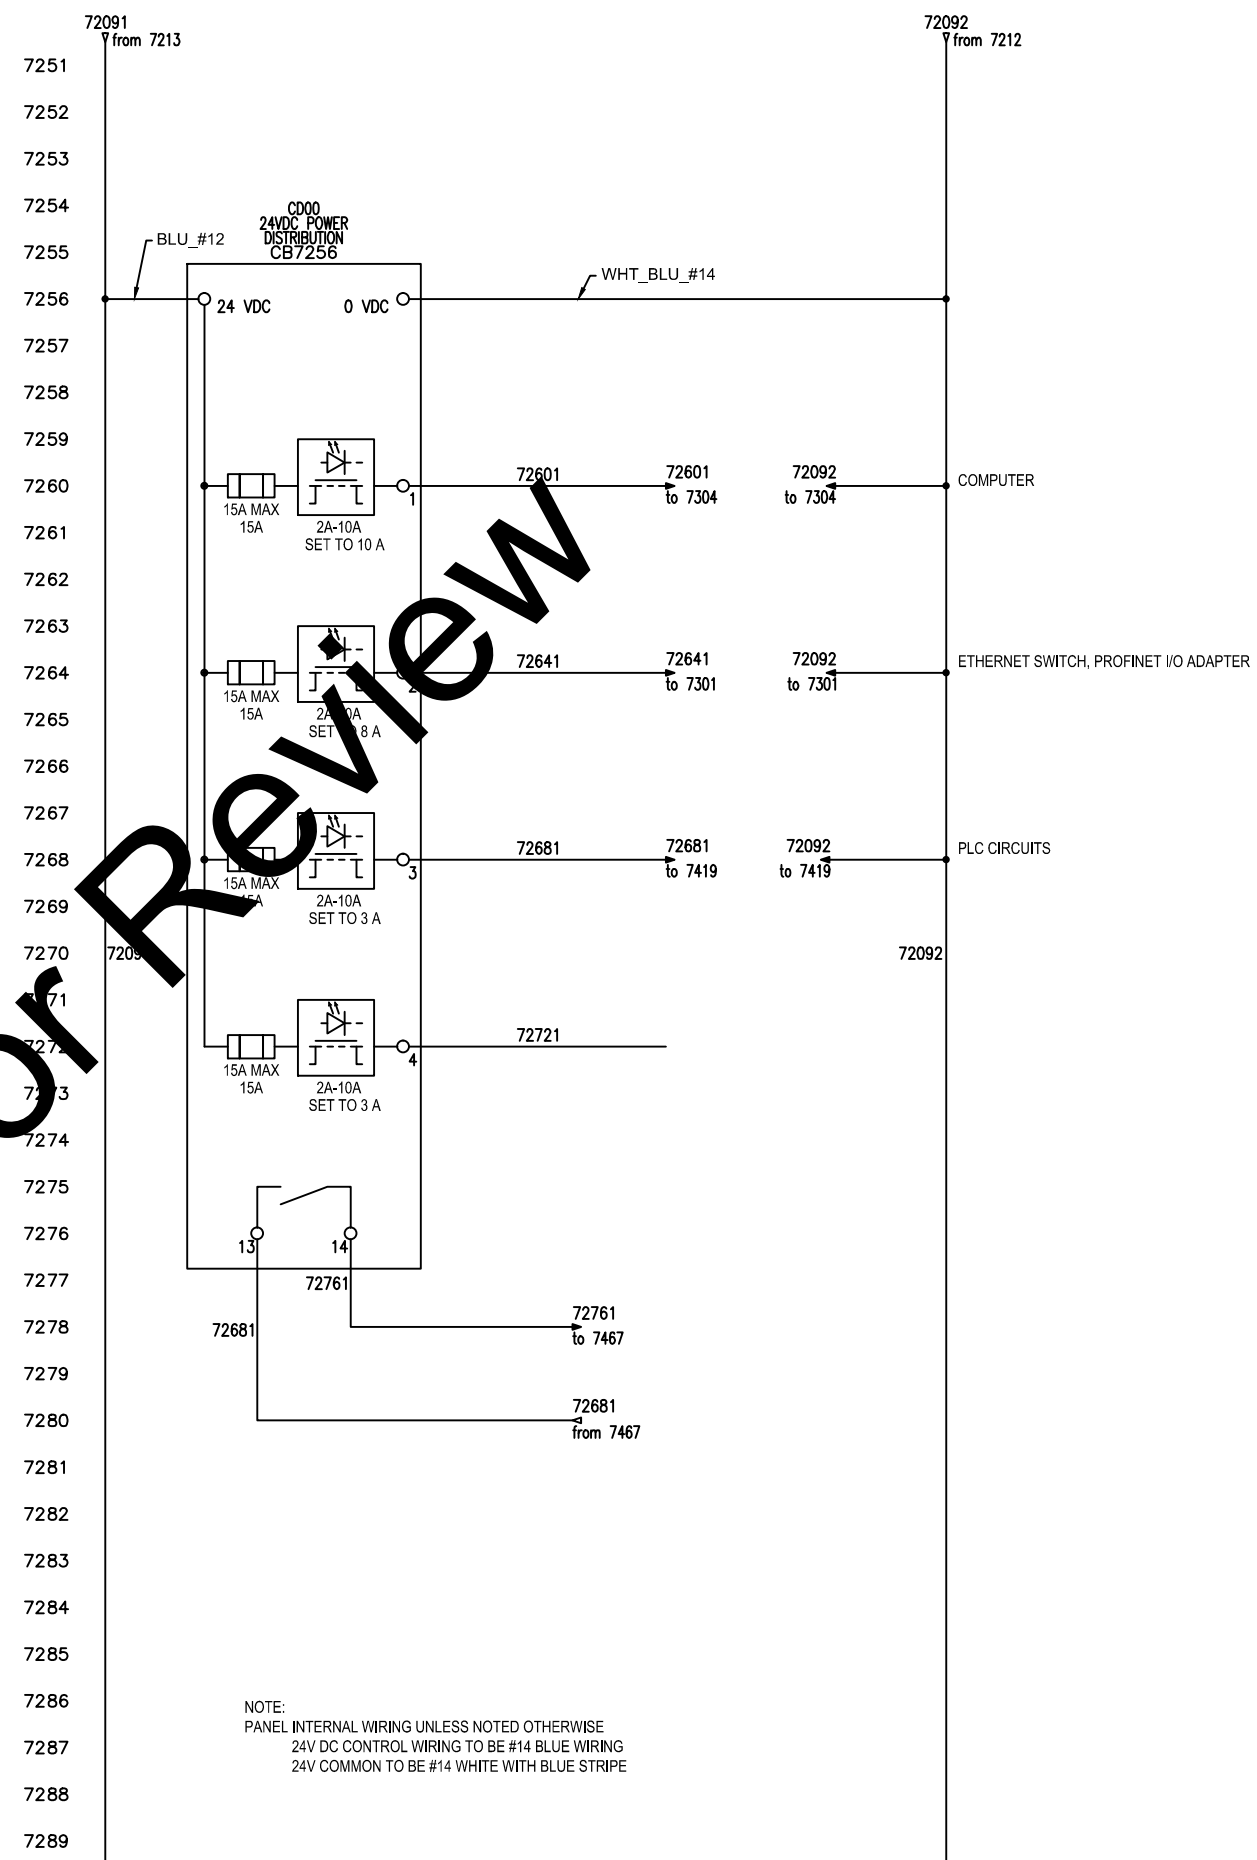 72091
from 7213
72092
from 7212
7251
7252
7253
7254
CD00
24VDC POWER
DISTRIBUTION
CB7256
BLU_#12
7255
WHT_BLU_#14
7256
24 VDC
0 VDC
7257
7258
7259
7260
72601
72601
to 7304
72092
to 7304
COMPUTER
1
15A MAX
15A
2A-10A
SET TO 10 A
7261
7262
7263
7264
72641
72641
to 7301
72092
to 7301
ETHERNET SWITCH, PROFINET I/O ADAPTER
2
15A MAX
15A
SET 8 A
7265
7266
7267
7268
72681
72681
to 7419
72092
to 7419
PLC CIRCUITS
3
15A MAX
2A-10A
SET TO 3 A
7269
7270
72092
7272
72721
4
15A MAX
15A
2A-10A
SET TO 3 A
7274
7275
7276
13
14
7277
72761
7278
72681
72761
to 7467
7279
7280
72681
from 7467
7281
7282
7283
7284
7285
7286
NOTE:
PANEL INTERNAL WIRING UNLESS NOTED OTHERWISE
7287
24V DC CONTROL WIRING TO BE #14 BLUE WIRING
24V COMMON TO BE #14 WHITE WITH BLUE STRIPE
7288
7289
or Review